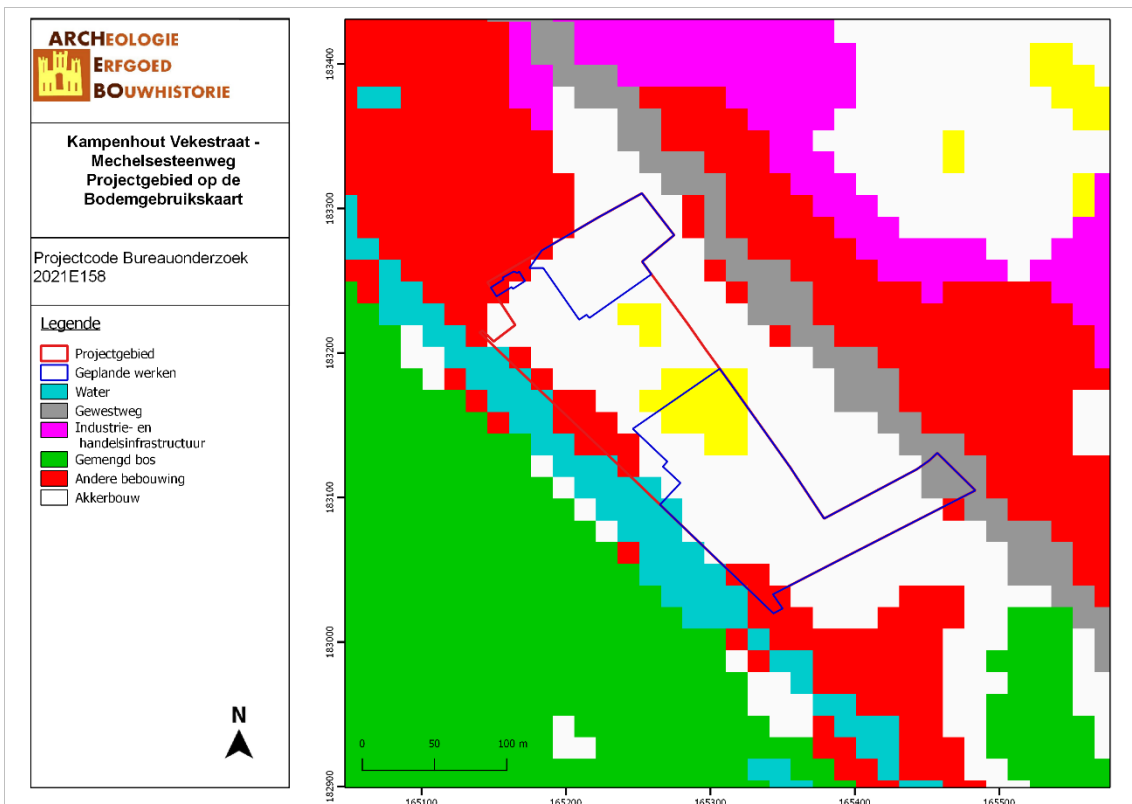 ARCHEOLOGIE
ERFGOED
BOUWHISTORIE
Kampenhout Vekestraat -
Mechelsesteenweg
Projectgebied op de
Bodemgebruikskaart
Projectcode Bureauonderzoek
2021E158
Legende
Projectgebied
Geplande werken
Water
Gewestweg
Industrie- en
handelsinfrastructuur
Gemengd bos
Andere bebouwing
Akkerbouw
N
183400
183300
183200
183100
183000
182900
0 50 100 m
165100 165200 165300 165400 165500